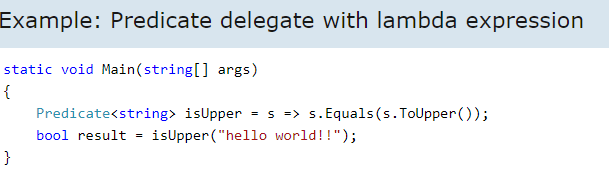 Example: Predicate delegate with lambda expression
static void Main(string[] args)
{
    Predicate<string> isUpper = s => s.Equals(s.ToUpper());
    bool result = isUpper("hello world!!");
}